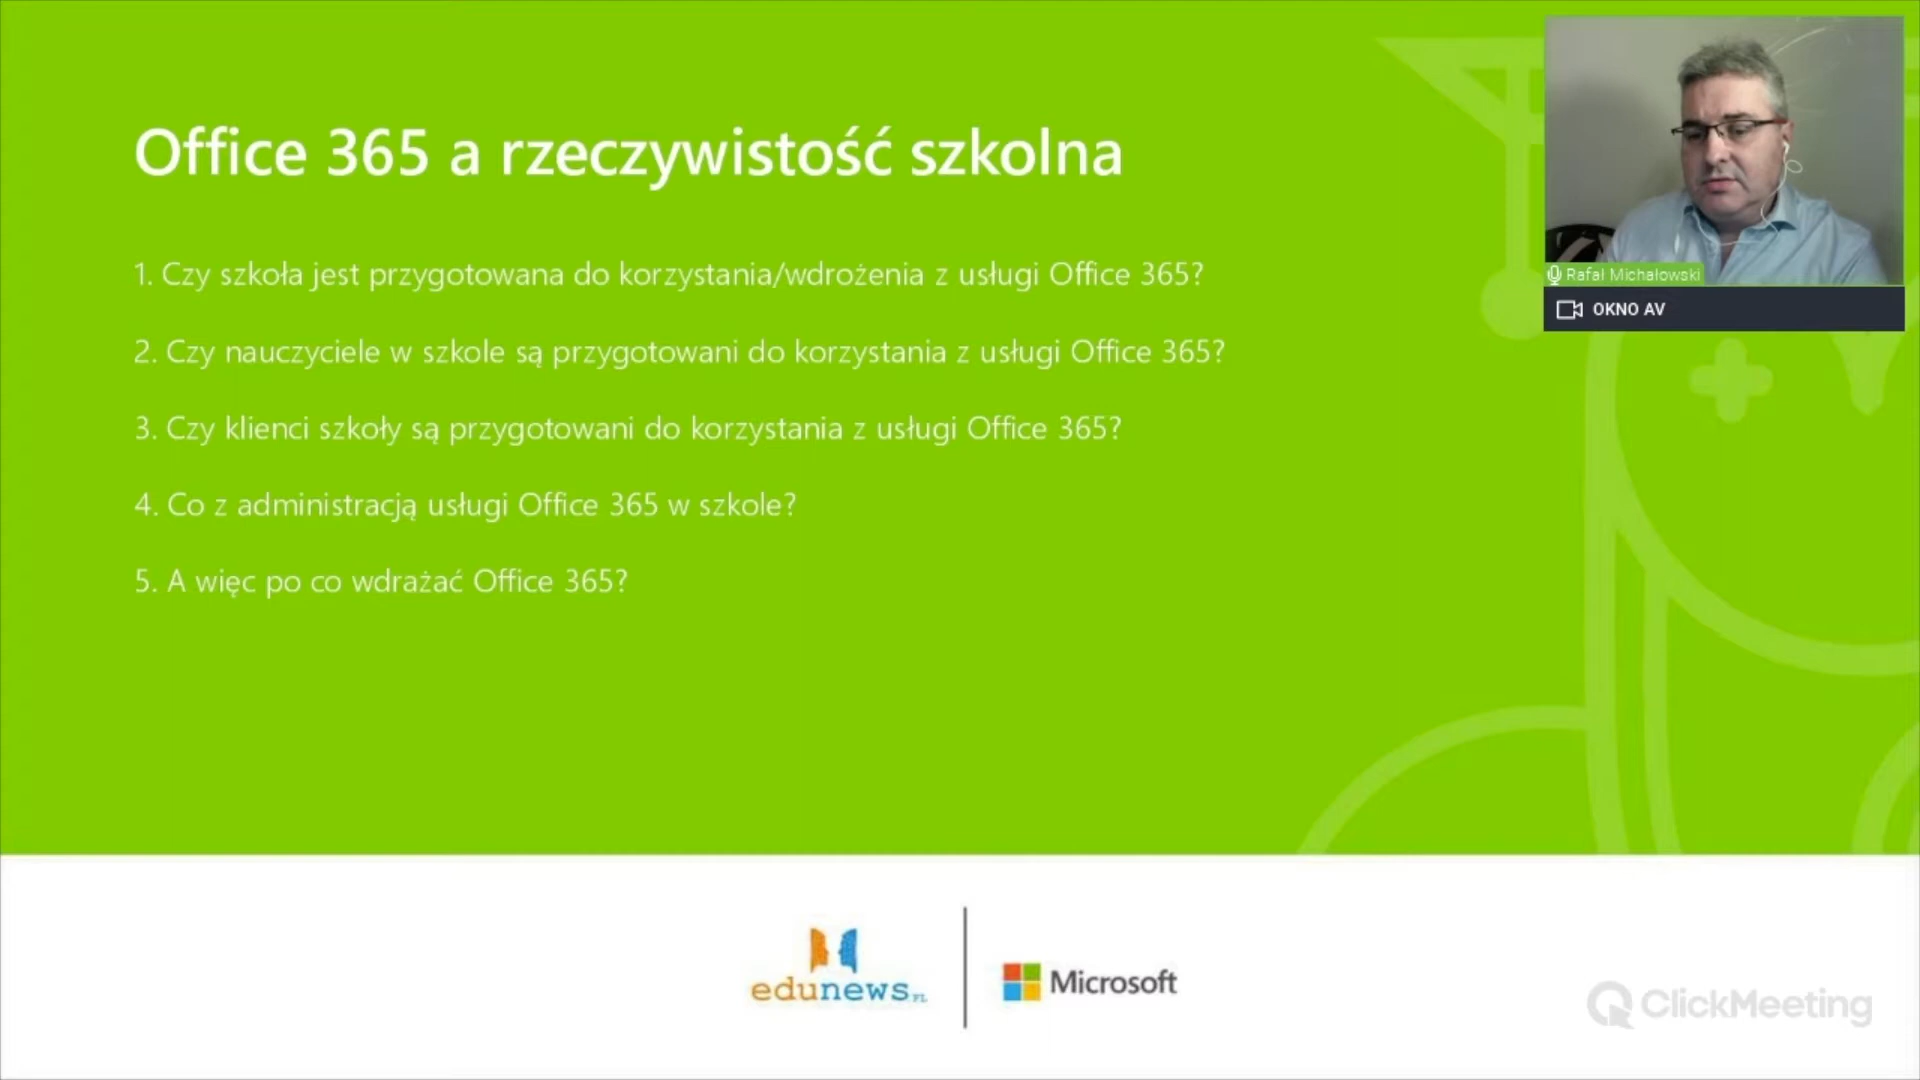 Office 365 a rzeczywistość szkolna
1. Czy szkoła jest przygotowana do korzystania/wdrożenia z usługi Office 365?
2. Czy nauczyciele w szkole są przygotowani do korzystania z usługi Office 365?
3. Czy klienci szkoły są przygotowani do korzystania z usługi Office 365?
4. Co z administracją usługi Office 365 w szkole?
5. A więc po co wdrażać Office 365?
Rafał Michałowski
OKNO AV
edunews.PL
Microsoft
ClickMeeting